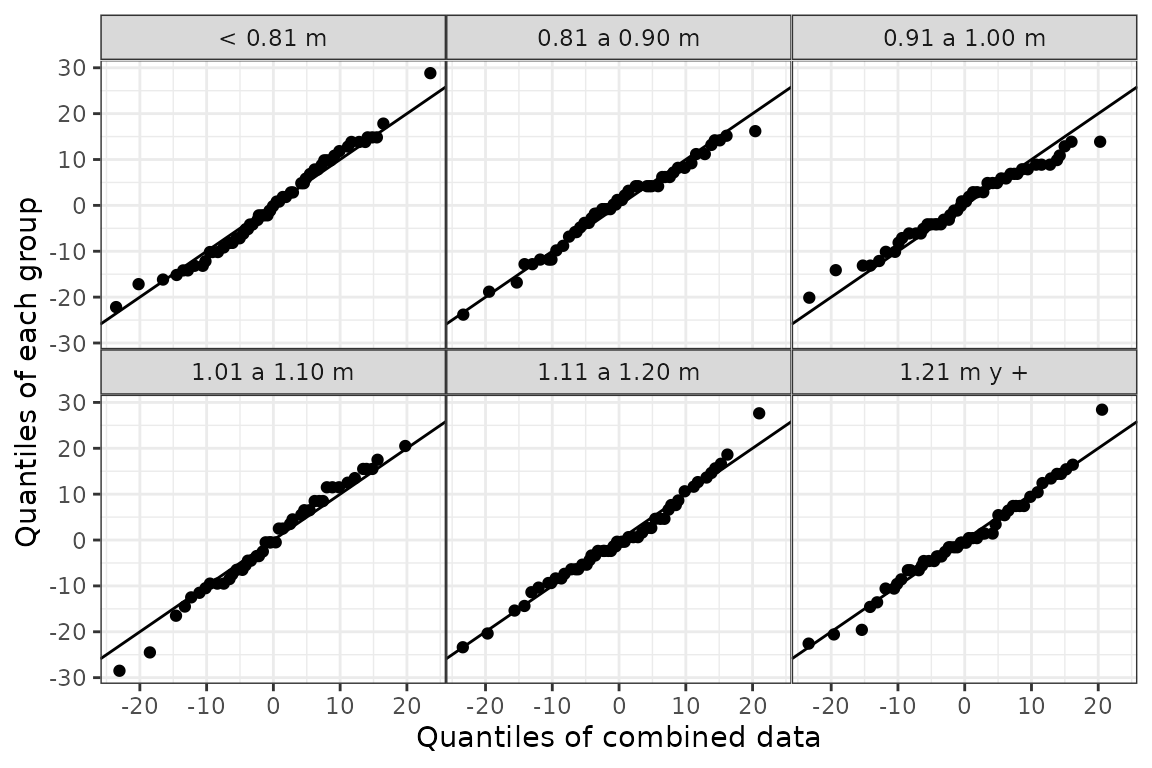 < 0.81 m
0.81 a 0.90 m
0.91 a 1.00 m
30
20
10
0
-10
-20
-30
1.01 a 1.10 m
1.11 a 1.20 m
1.21 m y +
30
20
10
0
-10
-20
-30
-20 -10 0 10 20
-20 -10 0 10 20
-20 -10 0 10 20
Quantiles of combined data
Quantiles of each group